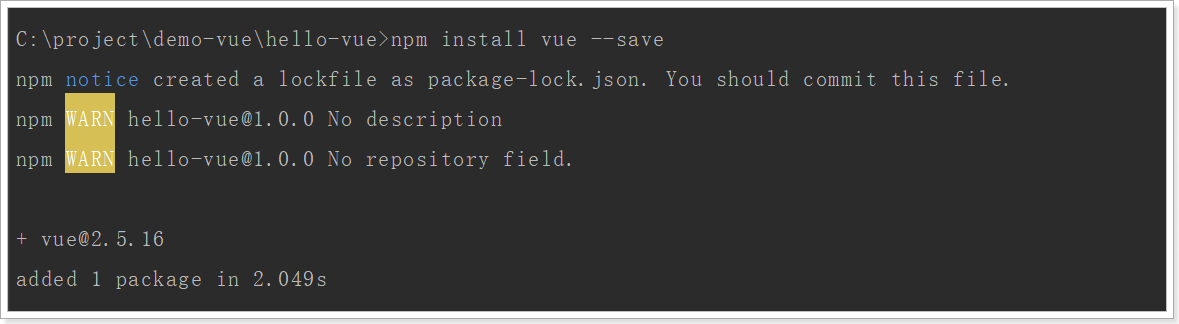 C:\project\demo-vue\hello-vue>npm install vue --save
npm notice created a lockfile as package-lock.json. You should commit this file.
npm WARN hello-vue@1.0.0 No description
npm WARN hello-vue@1.0.0 No repository field.
+ vue@2.5.16
added 1 package in 2.049s